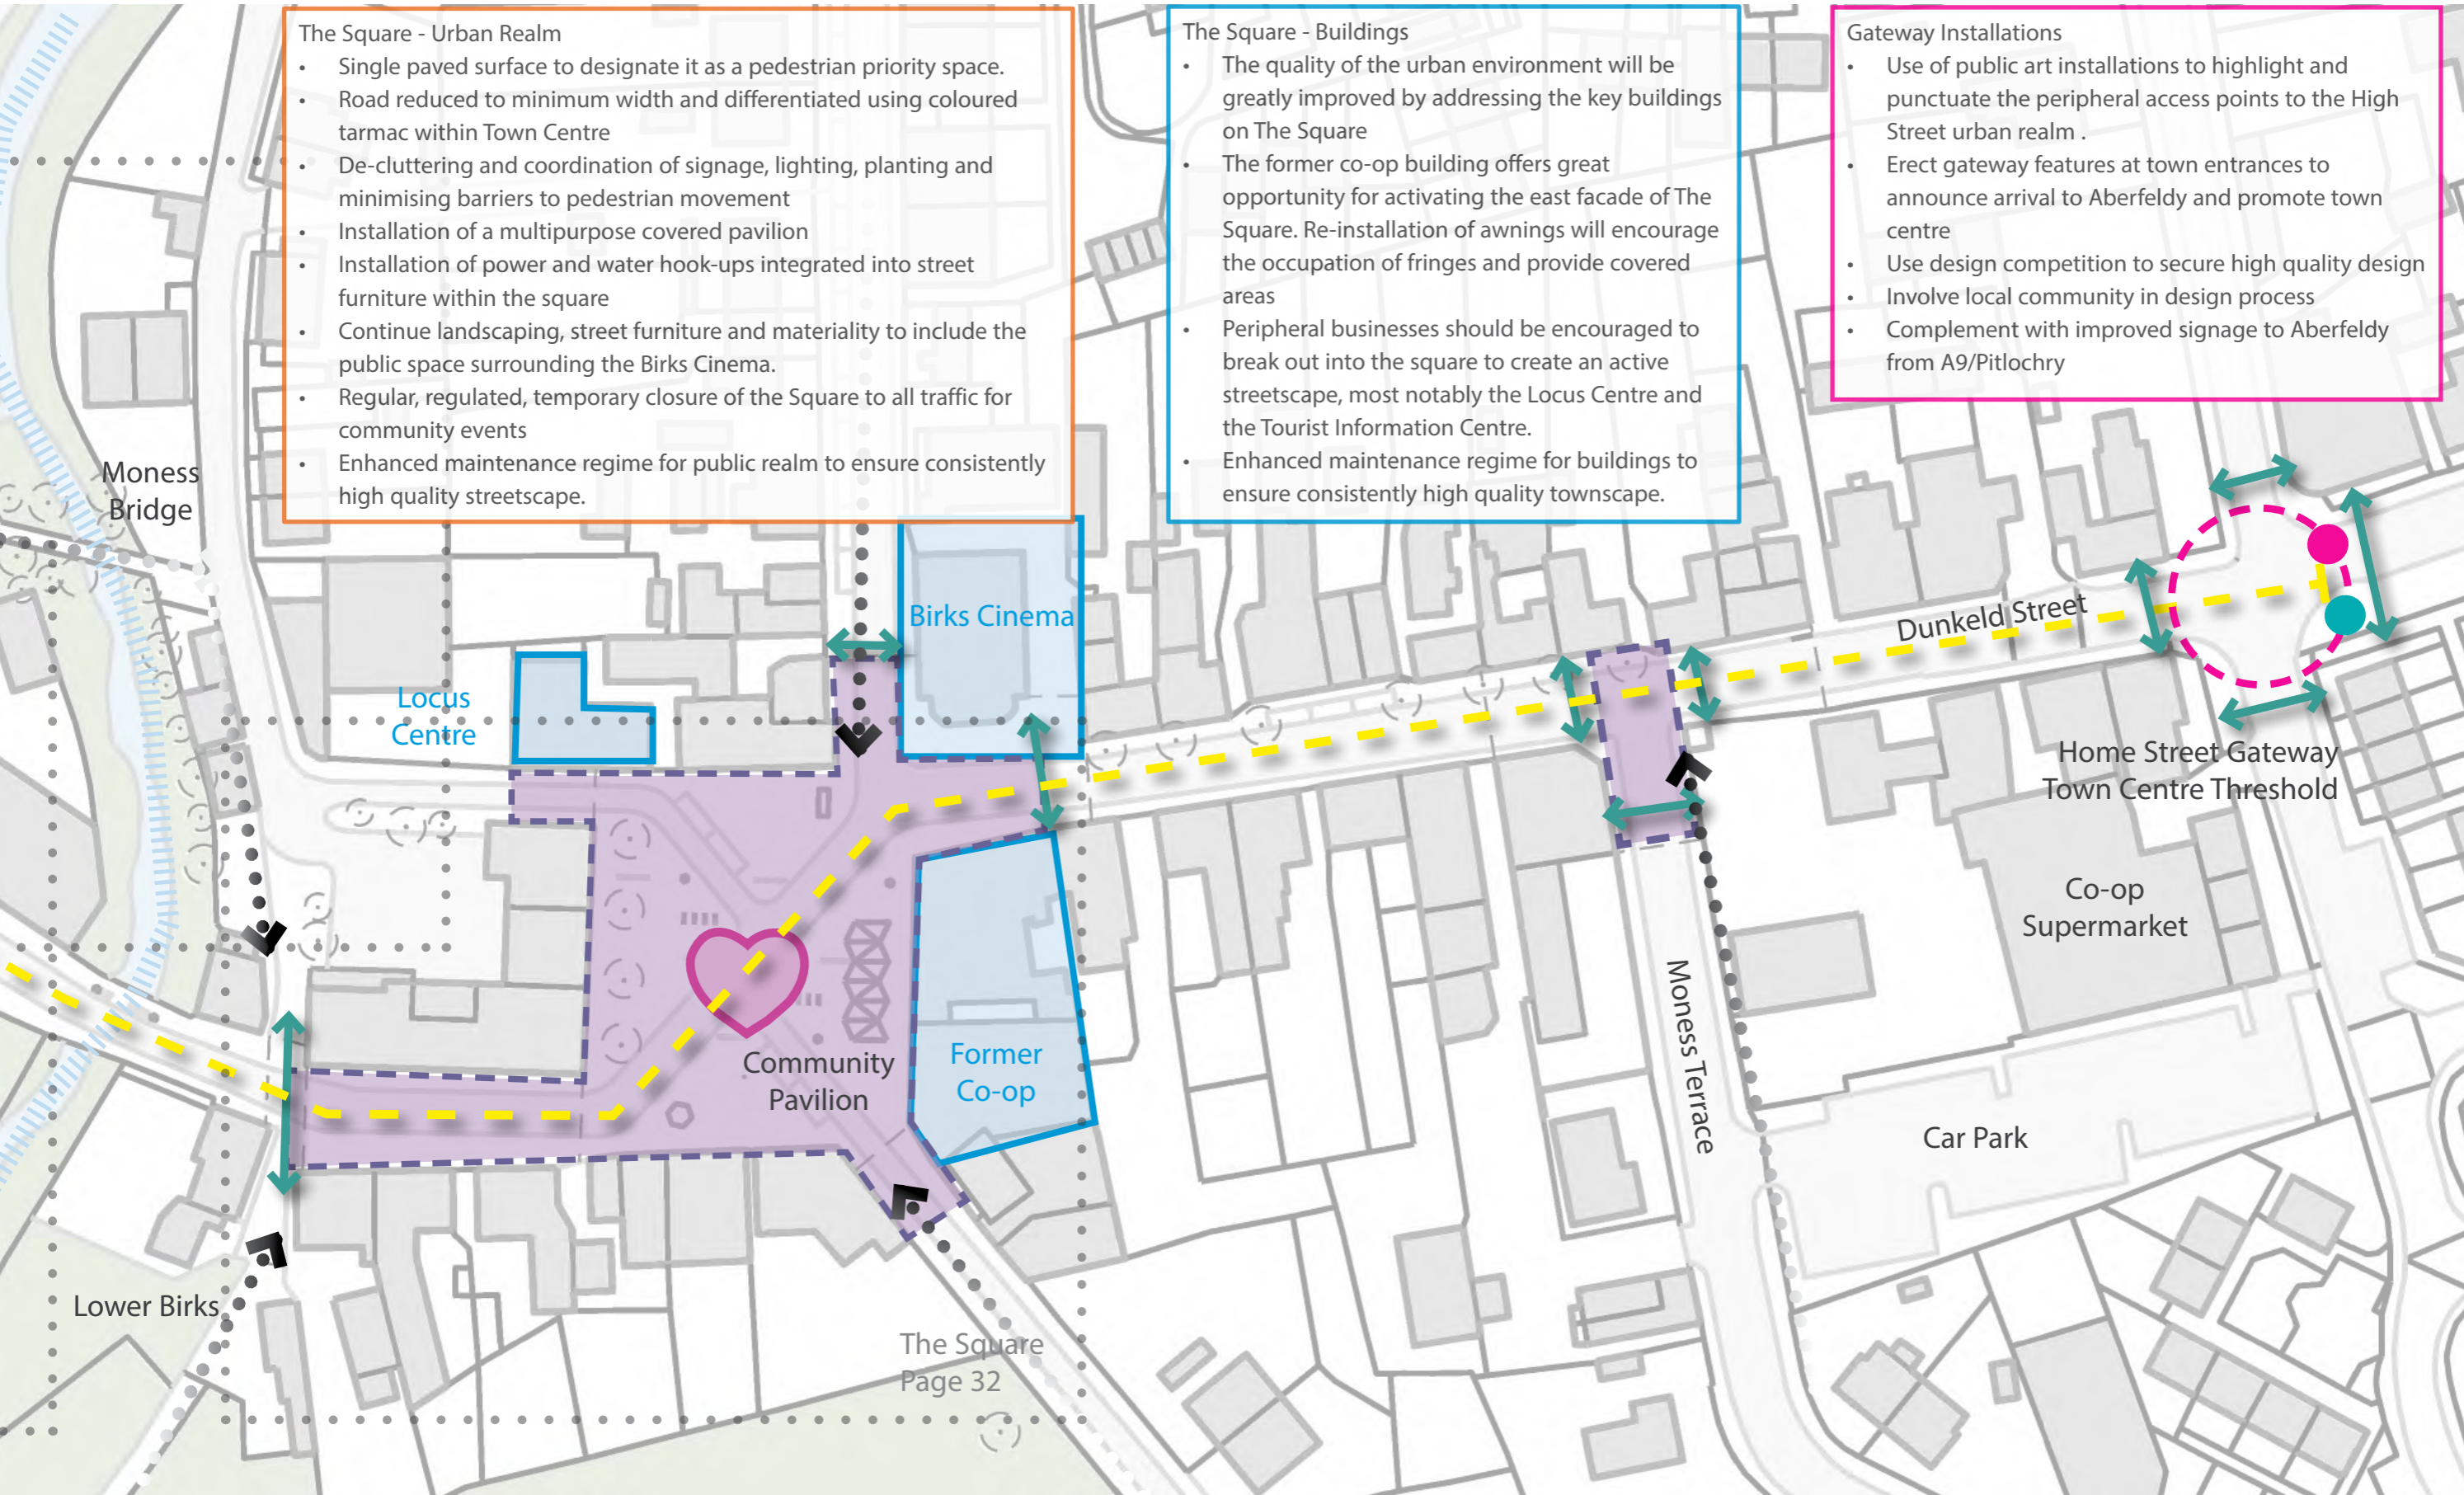 The Square - Urban Realm
• Single paved surface to designate it as a pedestrian priority space.
• Road reduced to minimum width and differentiated using coloured
tarmac within Town Centre
• De-cluttering and coordination of signage, lighting, planting and
minimising barriers to pedestrian movement
• Installation of a multipurpose covered pavilion
• Installation of power and water hook-ups integrated into street
furniture within the square
• Continue landscaping, street furniture and materiality to include the
public space surrounding the Birks Cinema.
• Regular, regulated, temporary closure of the Square to all traffic for
community events
• Enhanced maintenance regime for public realm to ensure consistently
high quality streetscape.
The Square - Buildings
• The quality of the urban environment will be
greatly improved by addressing the key buildings
on The Square
• The former co-op building offers great
opportunity for activating the east facade of The
Square. Re-installation of awnings will encourage
the occupation of fringes and provide covered
areas
• Peripheral businesses should be encouraged to
break out into the square to create an active
streetscape, most notably the Locus Centre and
the Tourist Information Centre.
• Enhanced maintenance regime for buildings to
ensure consistently high quality townscape.
Gateway Installations
• Use of public art installations to highlight and
punctuate the peripheral access points to the High
Street urban realm .
• Erect gateway features at town entrances to
announce arrival to Aberfeldy and promote town
centre
• Use design competition to secure high quality design
• Involve local community in design process
• Complement with improved signage to Aberfeldy
from A9/Pitlochry
Moness
Bridge
Birks Cinema
Dunkeld Street
Locus
Centre
Home Street Gateway
Town Centre Threshold
Co-op
Supermarket
Moness Terrace
Community
Pavilion
Former
Co-op
Car Park
Lower Birks
The Square
Page 32